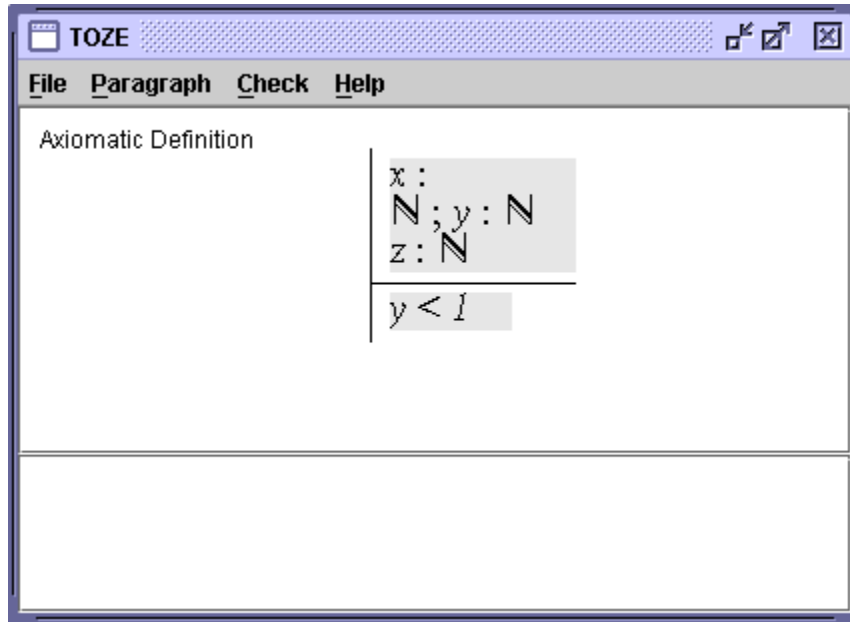 TOZE
File Paragraph Check Help
Axiomatic Definition
x :
ℕ ; y : ℕ
z : ℕ
y < 1